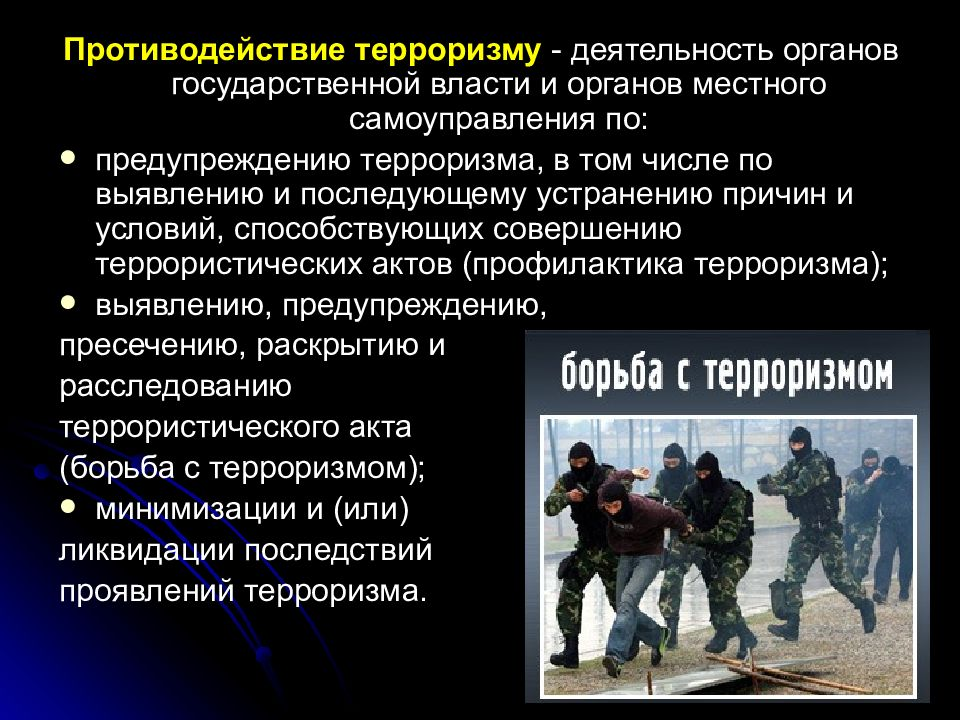 Противодействие терроризму - деятельность органов
государственной власти и органов местного
самоуправления по:
предупреждению терроризма, в том числе по
выявлению и последующему устранению причин и
условий, способствующих совершению
террористических актов (профилактика терроризма);
выявлению, предупреждению,
пресечению, раскрытию и
расследованию
террористического акта
(борьба с терроризмом);
минимизации и (или)
ликвидации последствий
проявлений терроризма.
борьба с терроризмом